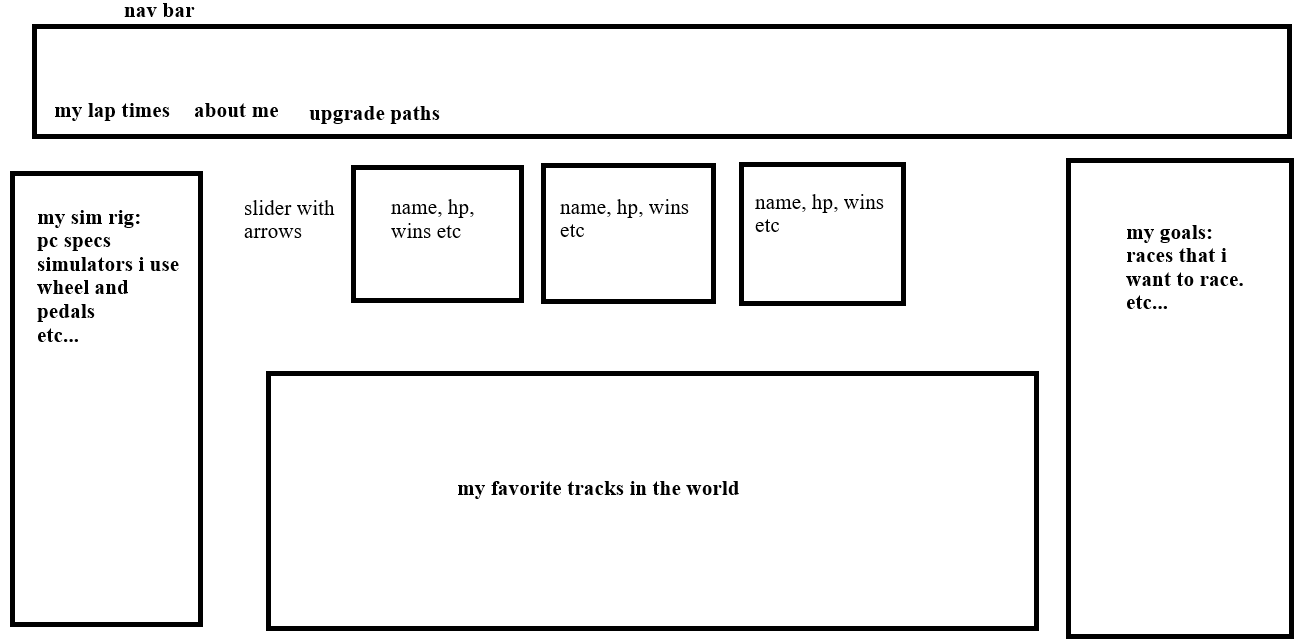 nav bar
my lap times
about me
upgrade paths
my sim rig:
pc specs
simulators i use
wheel and
pedals
etc...
slider with
arrows
name, hp,
wins etc
name, hp, wins
etc
name, hp, wins
etc
my goals:
races that i
want to race.
etc...
my favorite tracks in the world